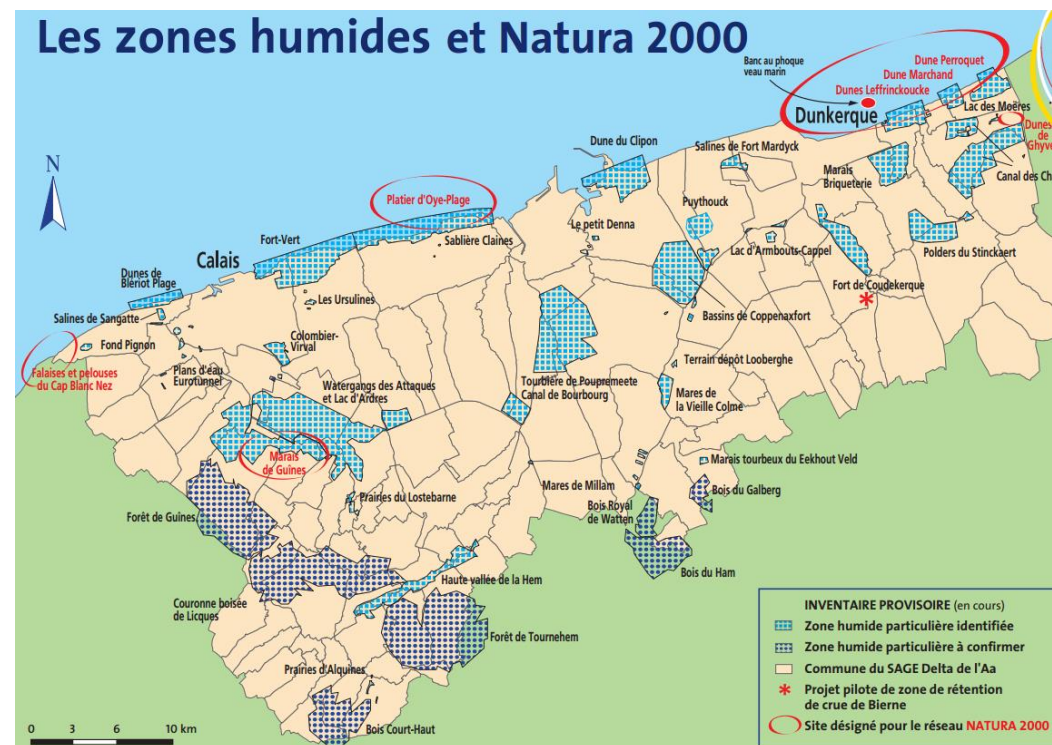 Les zones humides et Natura 2000
Banc au phoque
veau marin
Dune Perroquet
Dune Marchand
Dunes Leffrinckoucke
Dunkerque
Lac des Moëres
Dunes
de
Ghyve
Canal des Ch
Dune du Clipon
Salines de Fort Mardyck
Marais
Briqueterie
N
Platier d'Oye-Plage
Puythouck
Le petit Denna
Fort-Vert
Sablière Claines
Lac d'Armbouts-Cappel
Polders du Stinckaert
Calais
Dunes de
Blériot Plage
Fort de Coudekerque
Les Ursulines
Salines de Sangatte
Bassins de Coppenaxfort
Fond Pignon
Colombier-
Virval
Falaises et pelouses
du Cap Blanc Nez
Plans d'eau
Eurotunnel
Watergangs des Attaques
et Lac d'Ardres
Tourbière de Poupremeete
Canal de Bourbourg
Terrain dépôt Looberghe
Mares de
la Vieille Colme
Marais
de Guines
Marais tourbeux du Eekhout Veld
Mares de Millam
Bois du Galberg
Prairies du Lostebarne
Bois Royal
de Watten
Forêt de Guines
Bois du Ham
Haute vallée de la Hem
Couronne boisée
de Licques
Forêt de Tournehem
Prairies d'Alquines
Bois Court-Haut
INVENTAIRE PROVISOIRE (en cours)
Zone humide particulière identifiée
Zone humide particulière à confirmer
Commune du SAGE Delta de l'Aa
Projet pilote de zone de rétention
de crue de Bierne
Site désigné pour le réseau NATURA 2000
0 3 6 10 km